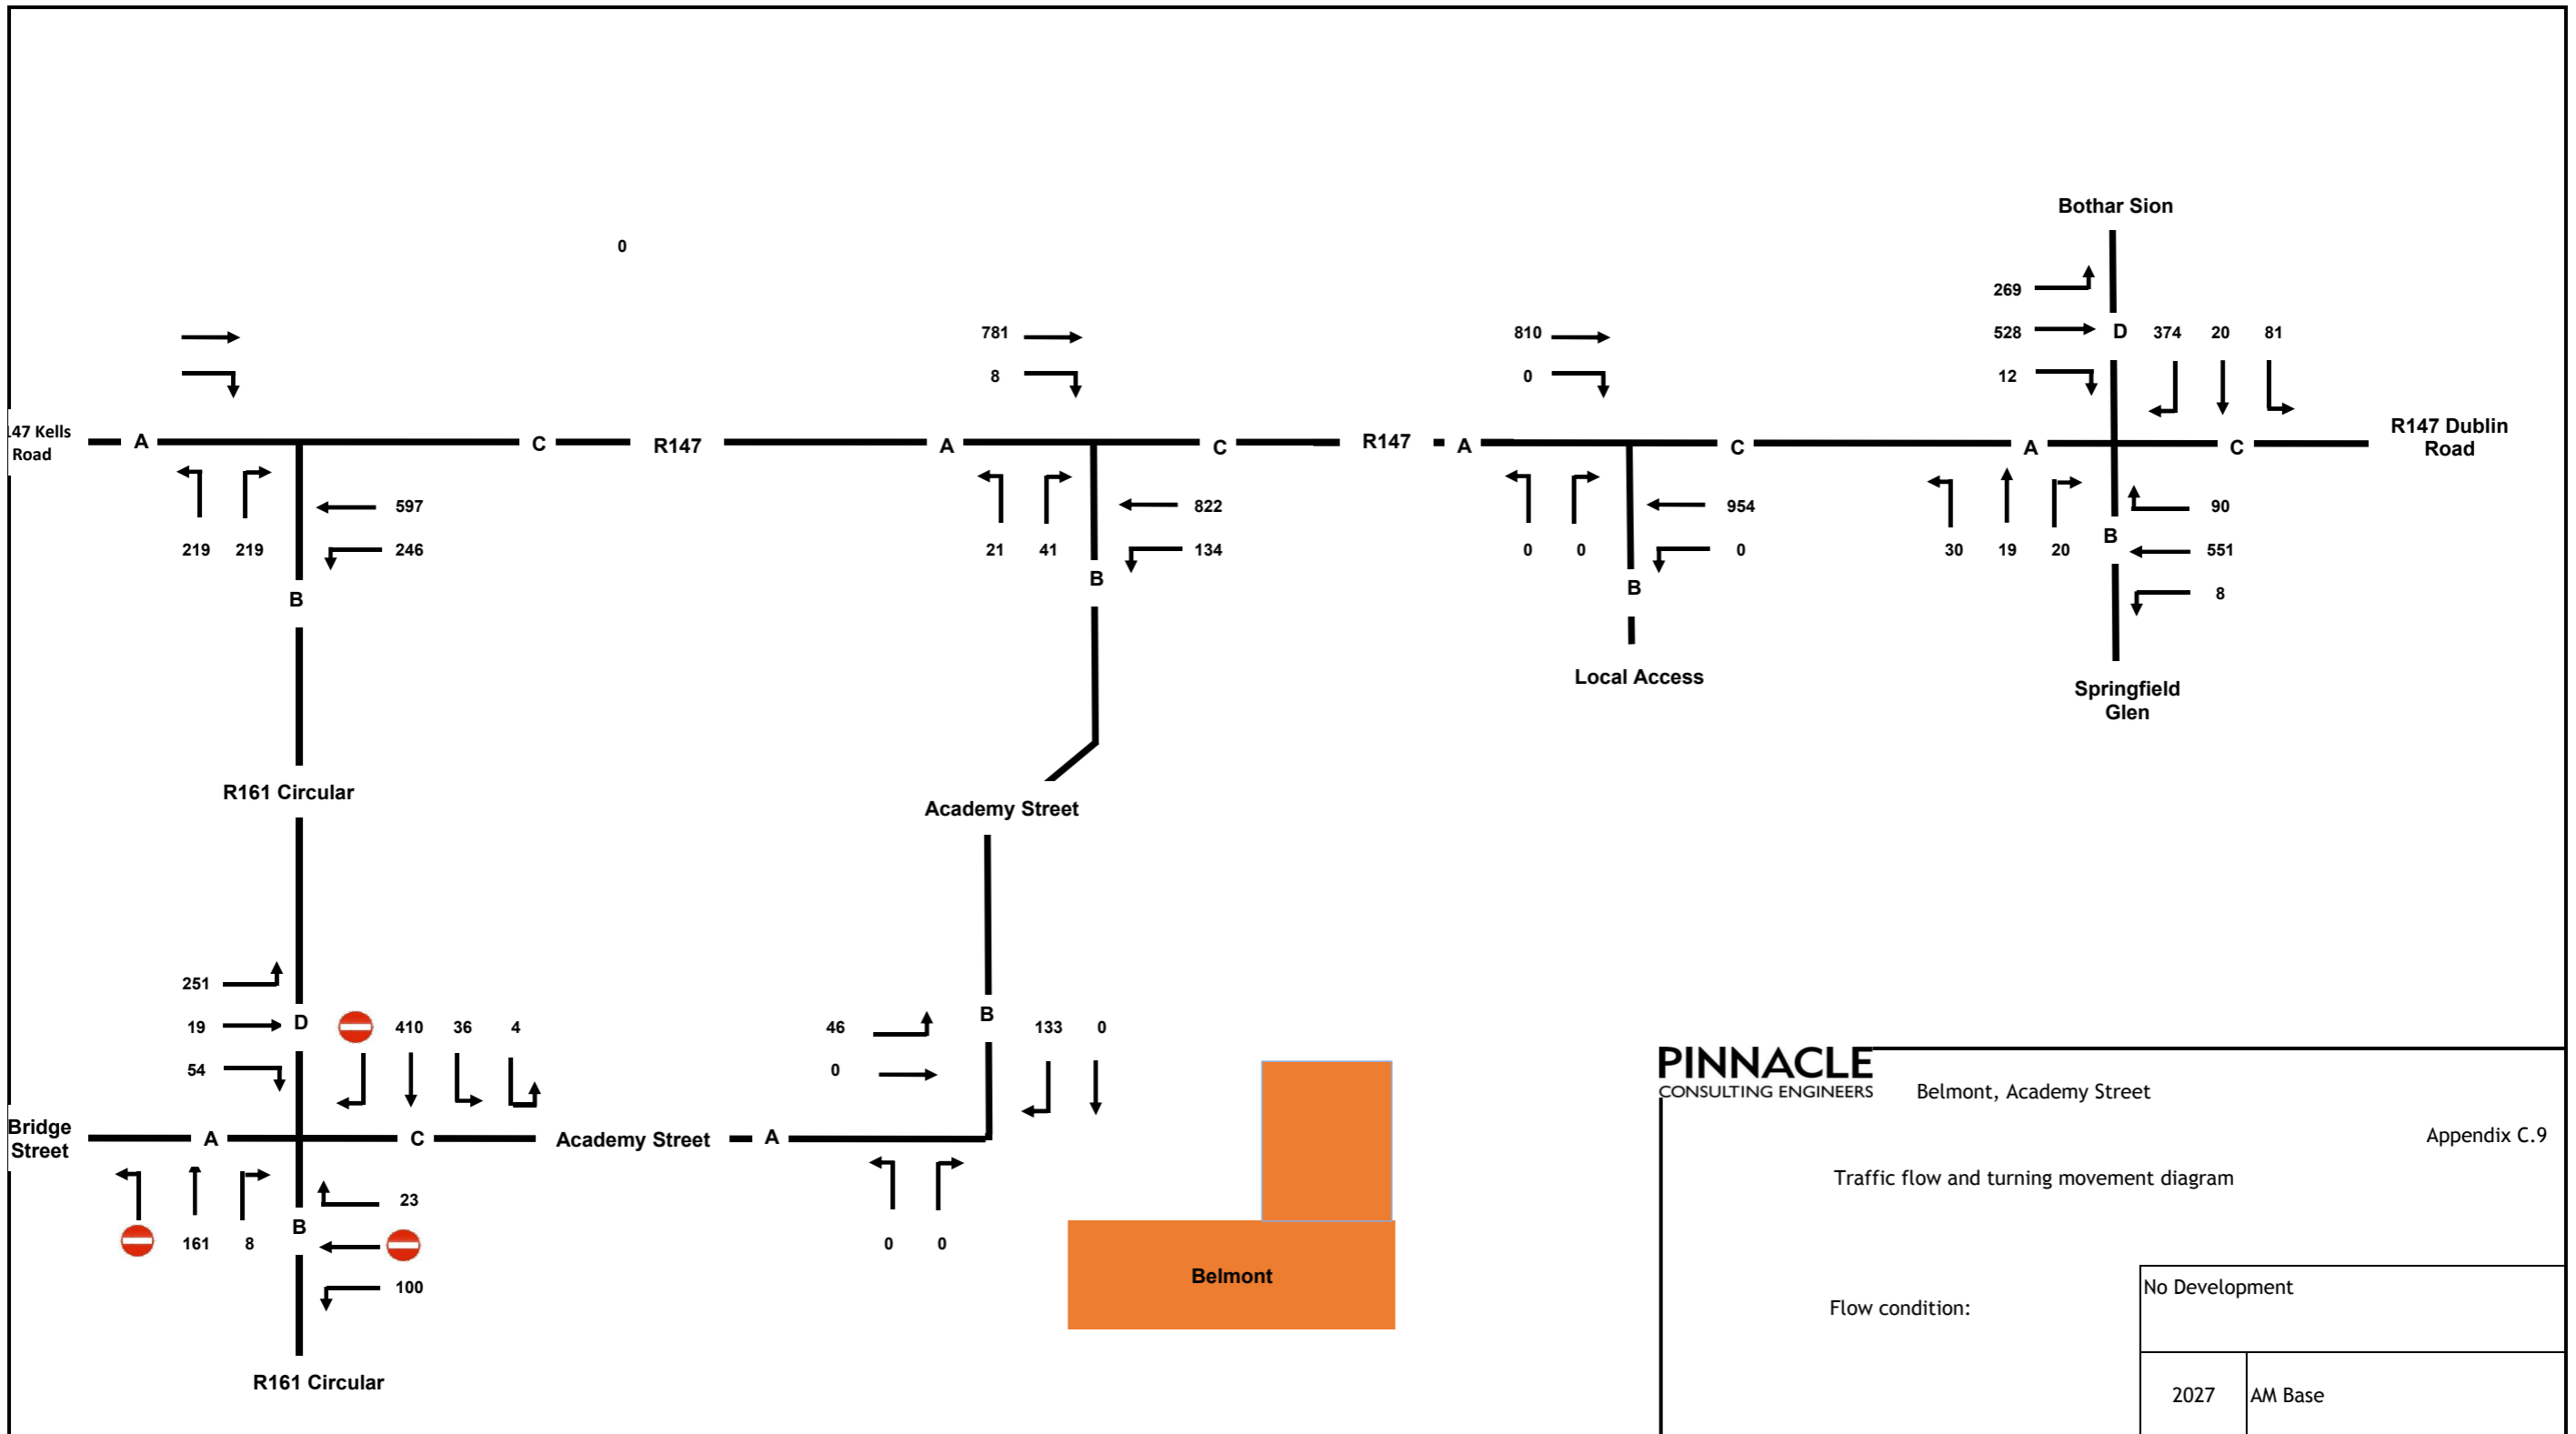 Bothar Sion
0
269
781
810
528
D
374
20
81
8
0
12
147 Kells
Road
A
C
R147
A
C
R147
A
C
A
C
R147 Dublin
Road
597
822
954
90
219
219
246
21
41
134
0
0
0
30
19
20
B
551
B
B
B
8
Local Access
Springfield
Glen
R161 Circular
Academy Street
251
19
D
410
36
4
46
B
133
0
54
0
PINNACLE
CONSULTING ENGINEERS
Belmont, Academy Street
Bridge
Street
A
C
Academy Street
A
Appendix C.9
Traffic flow and turning movement diagram
23
B
161
8
0
0
100
Belmont
Flow condition:
No Development
R161 Circular
2027
AM Base